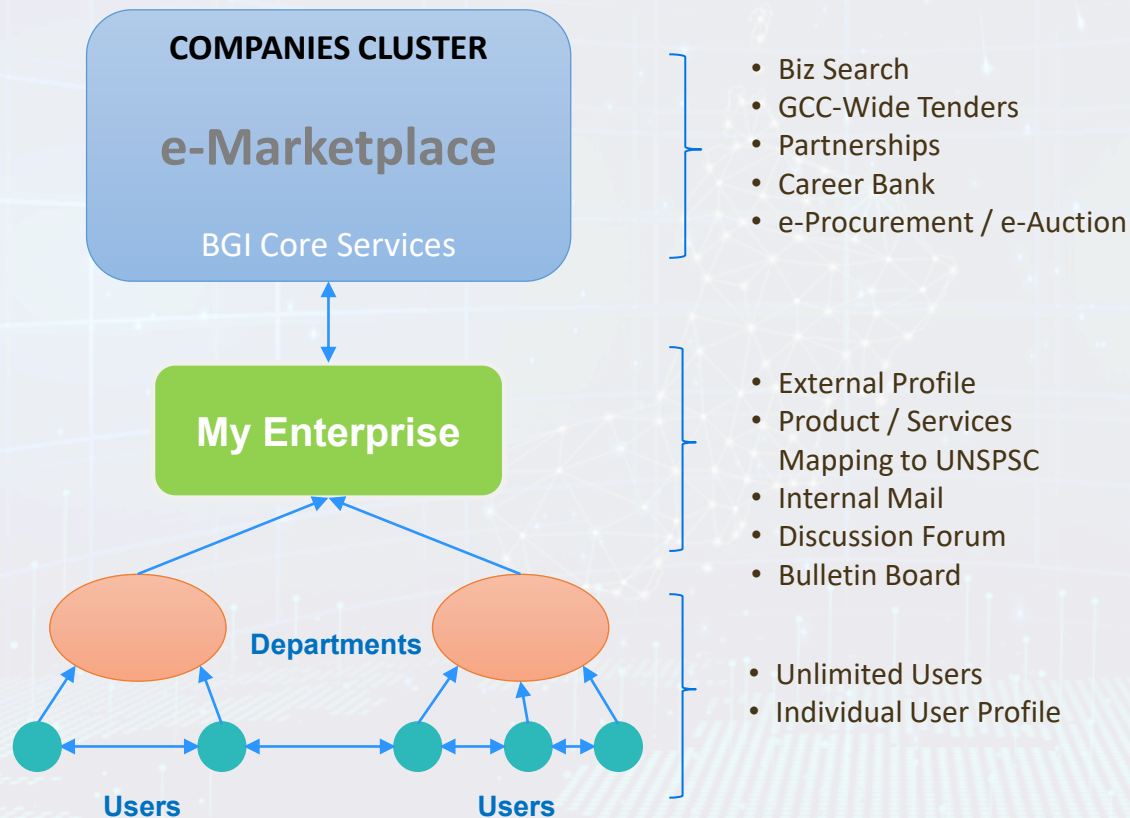 COMPANIES CLUSTER
e-Marketplace
BGI Core Services
• Biz Search
• GCC-Wide Tenders
• Partnerships
• Career Bank
• e-Procurement / e-Auction
My Enterprise
• External Profile
• Product / Services
Mapping to UNSPSC
• Internal Mail
• Discussion Forum
• Bulletin Board
Departments
• Unlimited Users
• Individual User Profile
Users
Users